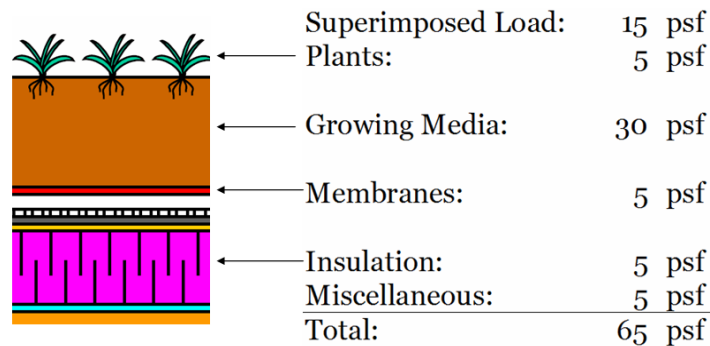 Superimposed Load: 15 psf
Plants: 5 psf
Growing Media: 30 psf
Membranes: 5 psf
Insulation: 5 psf
Miscellaneous: 5 psf
Total: 65 psf